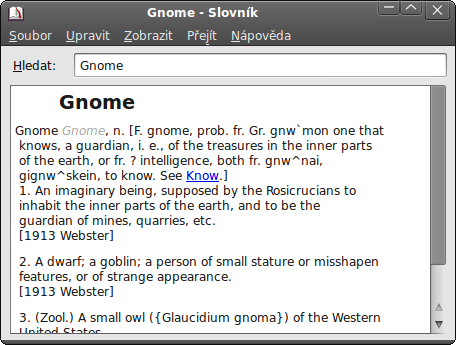 Gnome - Slovník
Soubor Upravit Zobrazit Přejít Nápověda
Hledat: Gnome
Gnome
Gnome Gnome, n. [F. gnome, prob. fr. Gr. gnw`mon one that
knows, a guardian, i. e., of the treasures in the inner parts
of the earth, or fr. ? intelligence, both fr. gnw^nai,
gignw^skein, to know. See Know.]
1. An imaginary being, supposed by the Rosicrucians to
inhabit the inner parts of the earth, and to be the
guardian of mines, quarries, etc.
[1913 Webster]
2. A dwarf; a goblin; a person of small stature or misshapen
features, or of strange appearance.
[1913 Webster]
3. (Zool.) A small owl ({Glaucidium gnoma}) of the Western
United States.